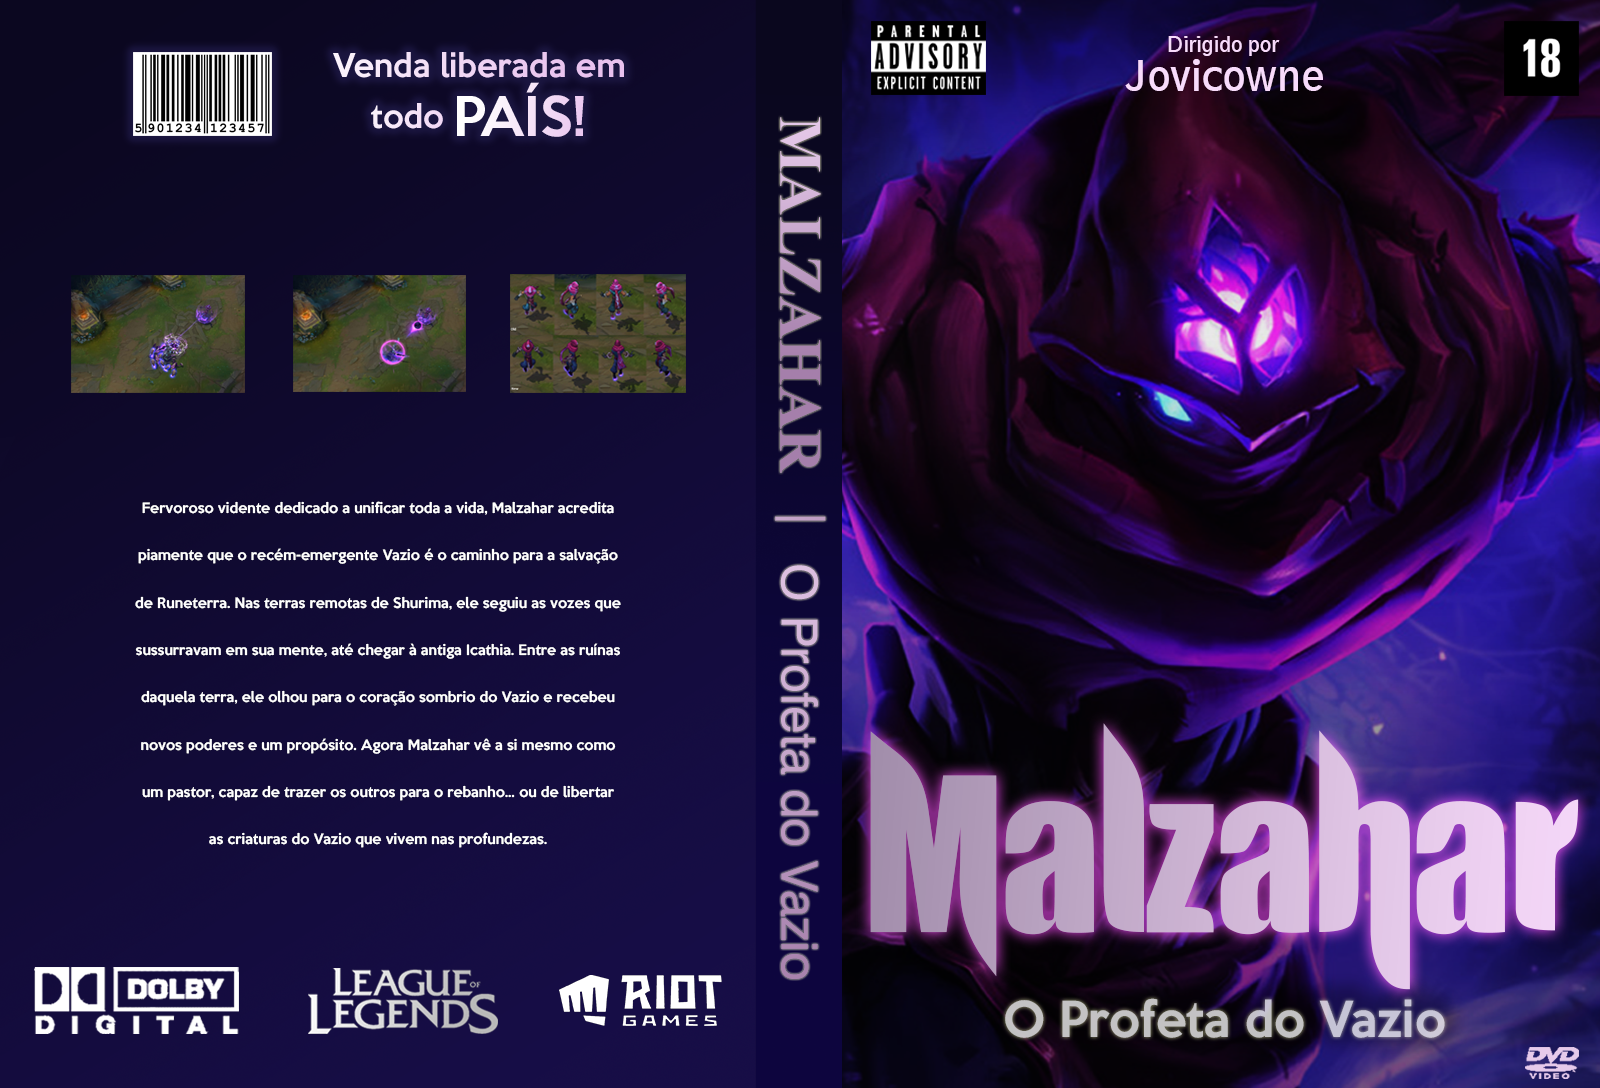 5 901234 123457
Venda liberada em
todo PAÍS!
Fervoroso vidente dedicado a unificar toda a vida, Malzahar acredita
piamente que o recém-emergente Vazio é o caminho para a salvação
de Runeterra. Nas terras remotas de Shurima, ele seguiu as vozes que
sussurravam em sua mente, até chegar à antiga Icathia. Entre as ruínas
daquela terra, ele olhou para o coração sombrio do Vazio e recebeu
novos poderes e um propósito. Agora Malzahar vê a si mesmo como
um pastor, capaz de trazer os outros para o rebanho... ou de libertar
as criaturas do Vazio que vivem nas profundezas.
DOLBY
DIGITAL
LEAGUE OF
LEGENDS
RIOT
GAMES
MALZAHAR | O Profeta do Vazio
PARENTAL
ADVISORY
EXPLICIT CONTENT
Dirigido por
Jovicowne
18
Malzahar
O Profeta do Vazio
DVD
VIDEO